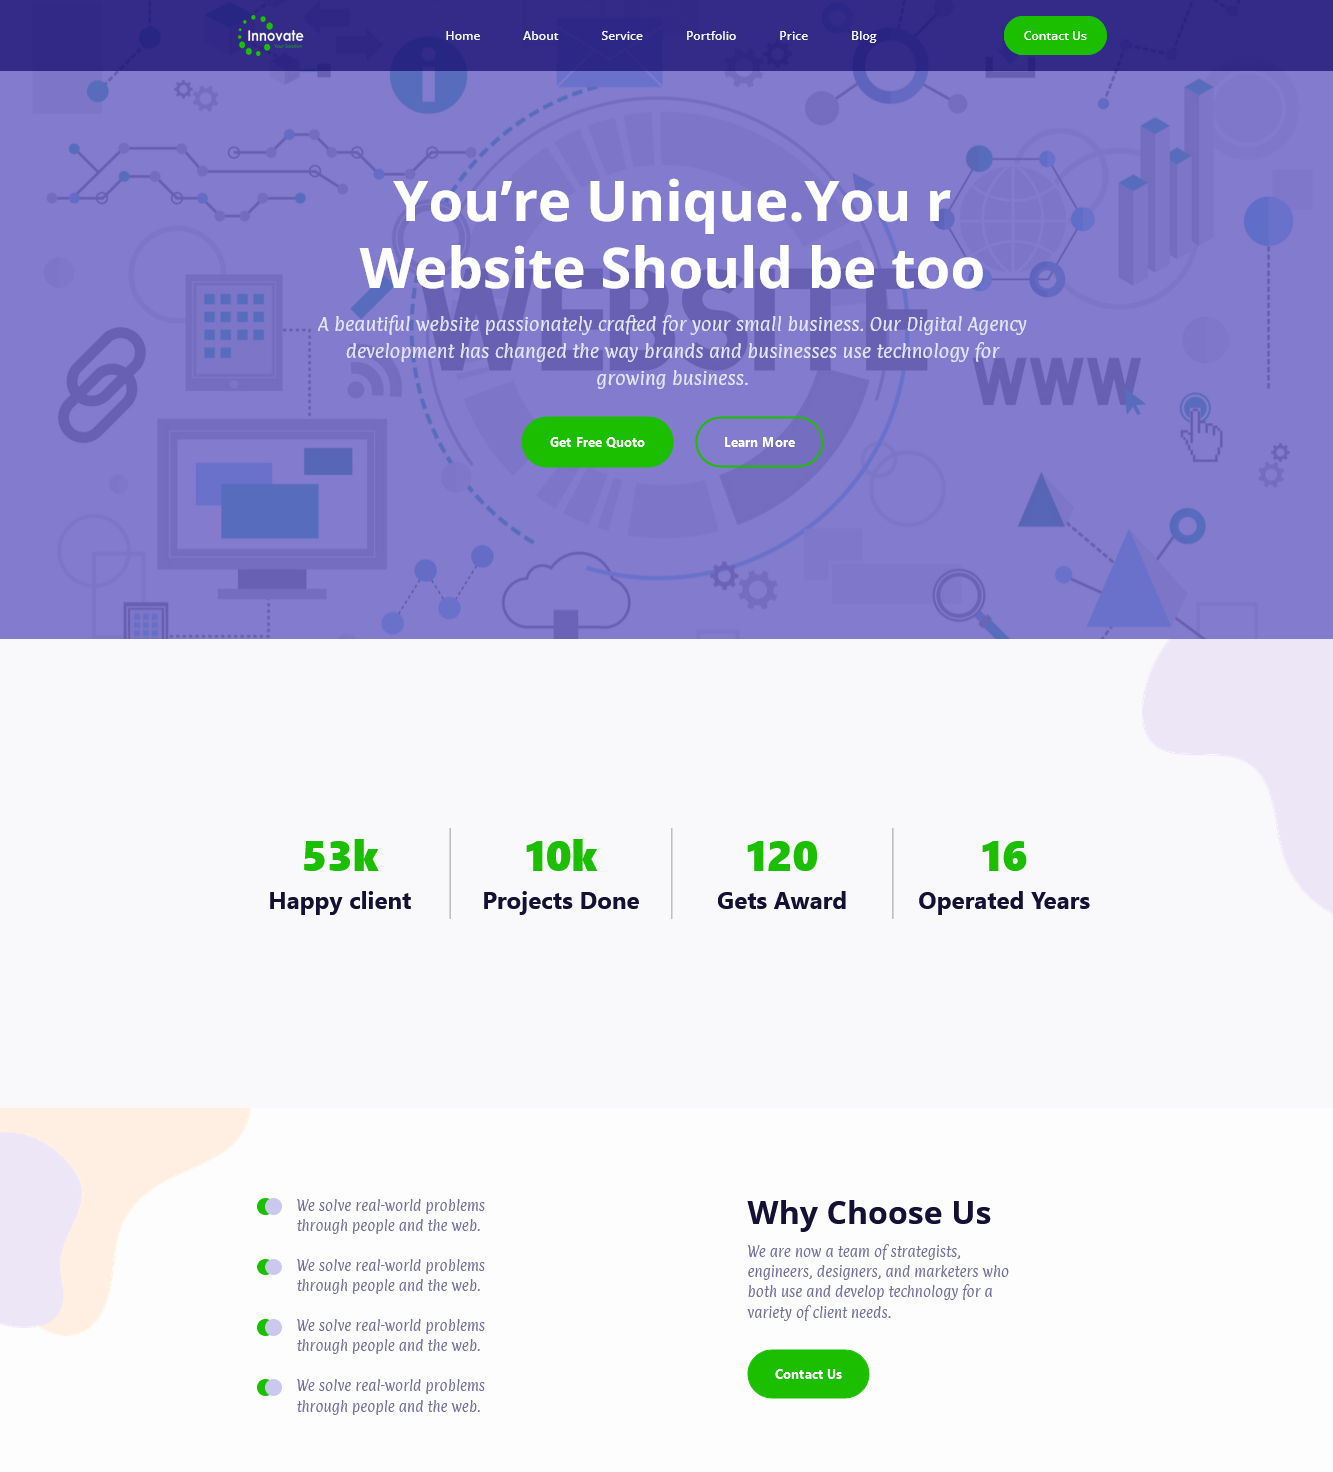 Innovate
Your Solution
Home
About
Service
Portfolio
Price
Blog
Contact Us
You’re Unique.You r
Website Should be too
WEBSITE
A beautiful website passionately crafted for your small business. Our Digital Agency
development has changed the way brands and businesses use technology for
growing business.
WWW
Get Free Quoto
Learn More
53k
Happy client
10k
Projects Done
120
Gets Award
16
Operated Years
We solve real-world problems
through people and the web.
We solve real-world problems
through people and the web.
We solve real-world problems
through people and the web.
We solve real-world problems
through people and the web.
Why Choose Us
We are now a team of strategists,
engineers, designers, and marketers who
both use and develop technology for a
variety of client needs.
Contact Us